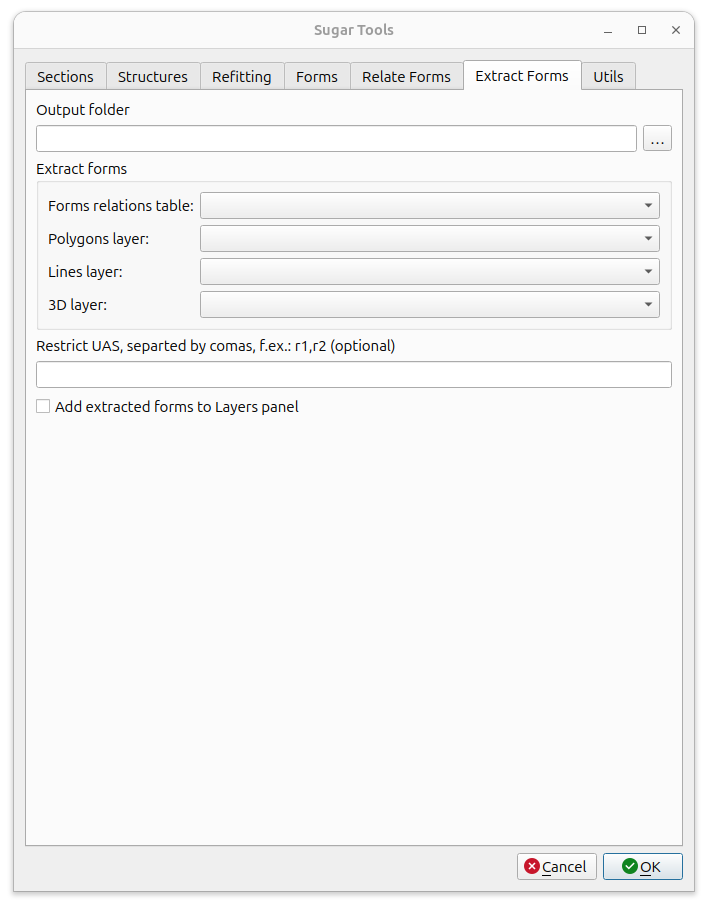 Sugar Tools
Sections Structures Refitting Forms Relate Forms Extract Forms Utils
Output folder
...
Extract forms
Forms relations table:
Polygons layer:
Lines layer:
3D layer:
Restrict UAS, separted by comas, f.ex.: r1,r2 (optional)
Add extracted forms to Layers panel
Cancel OK